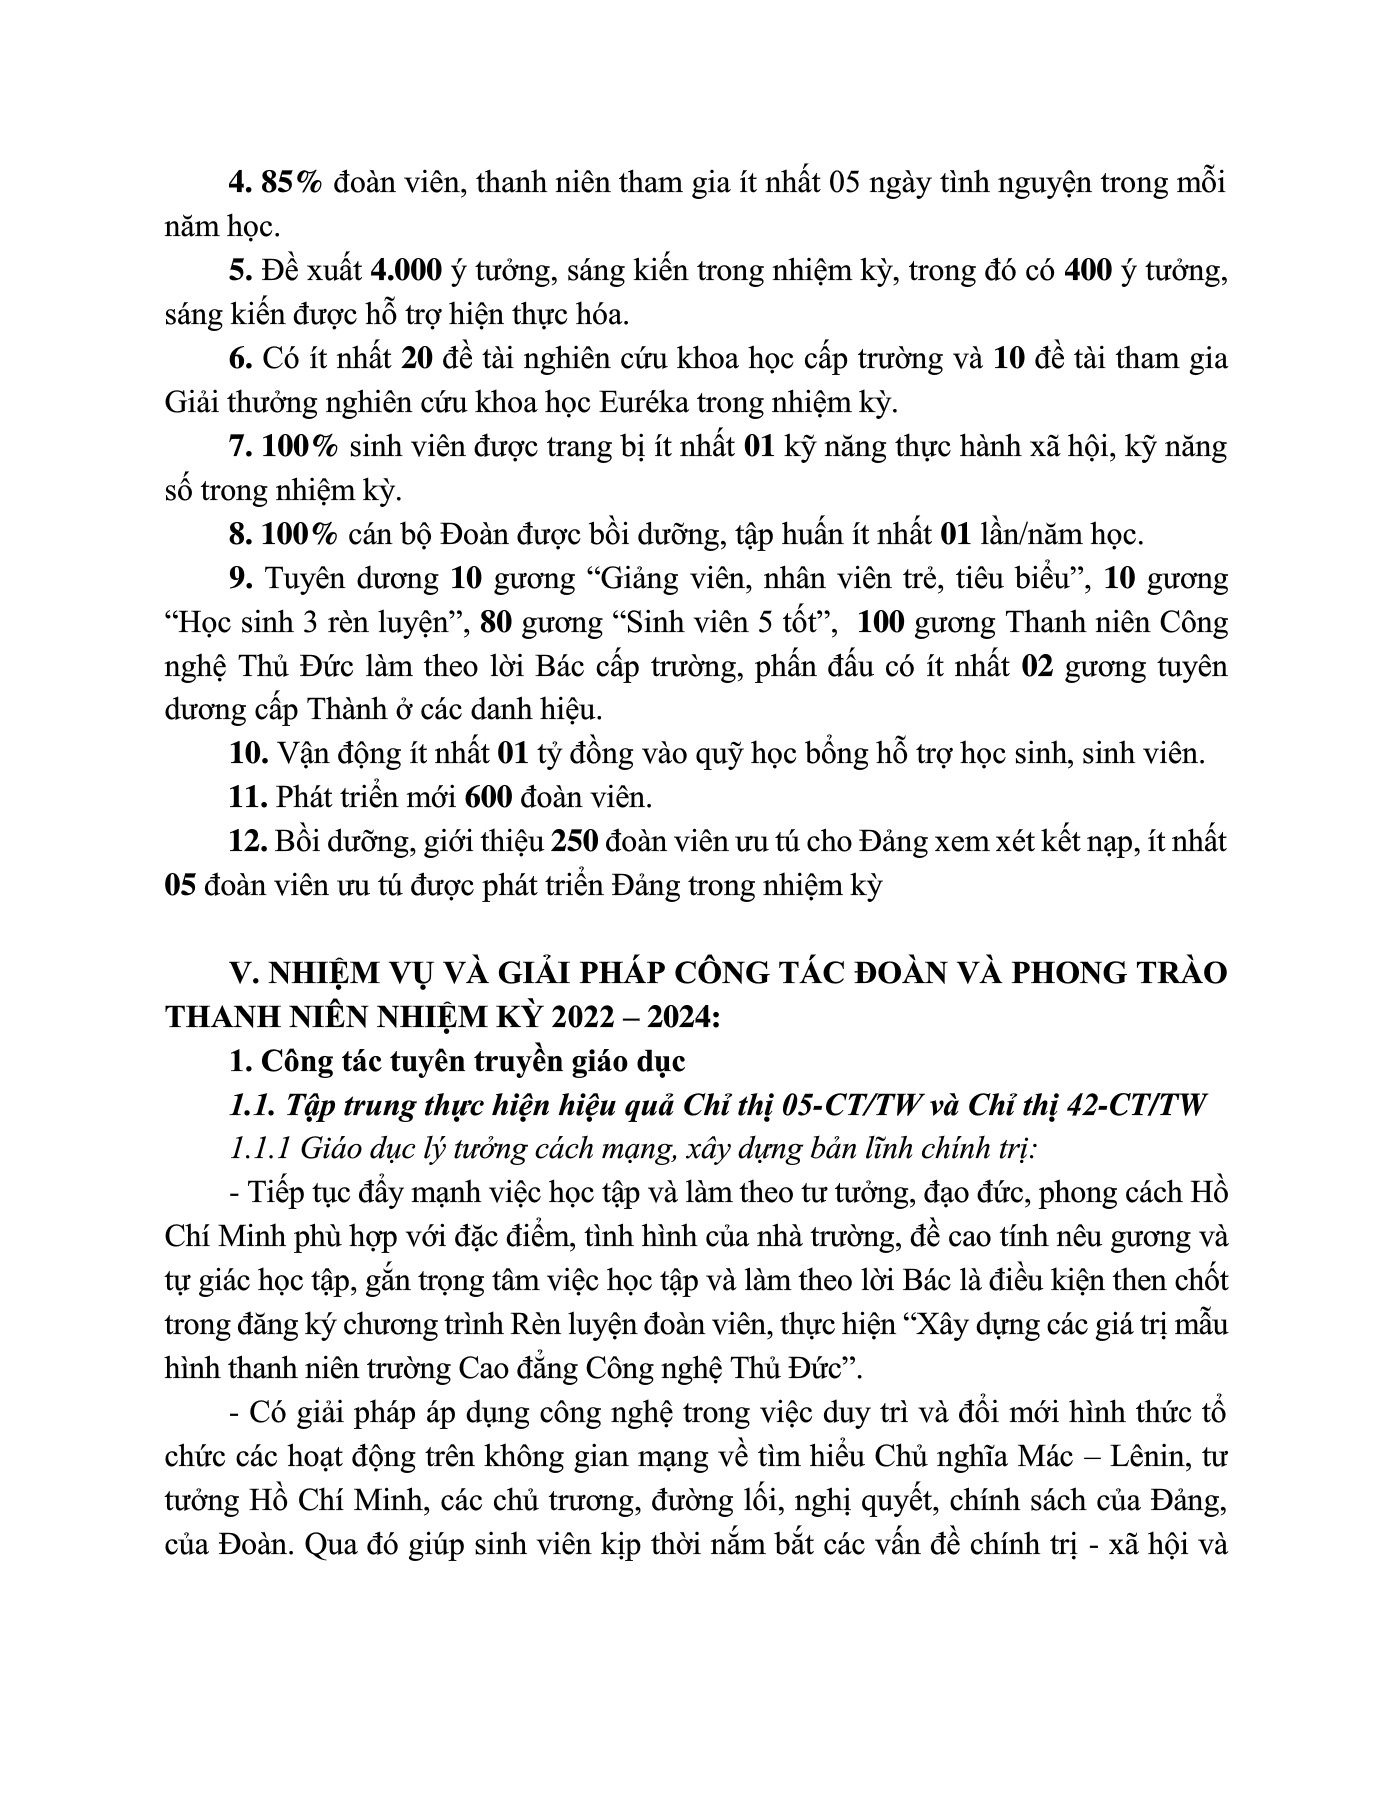 4. 85% đoàn viên, thanh niên tham gia ít nhất 05 ngày tình nguyện trong mỗi
năm học.
5. Đề xuất 4.000 ý tưởng, sáng kiến trong nhiệm kỳ, trong đó có 400 ý tưởng,
sáng kiến được hỗ trợ hiện thực hóa.
6. Có ít nhất 20 đề tài nghiên cứu khoa học cấp trường và 10 đề tài tham gia
Giải thưởng nghiên cứu khoa học Euréka trong nhiệm kỳ.
7. 100% sinh viên được trang bị ít nhất 01 kỹ năng thực hành xã hội, kỹ năng
số trong nhiệm kỳ.
8. 100% cán bộ Đoàn được bồi dưỡng, tập huấn ít nhất 01 lần/năm học.
9. Tuyên dương 10 gương “Giảng viên, nhân viên trẻ, tiêu biểu”, 10 gương
“Học sinh 3 rèn luyện”, 80 gương “Sinh viên 5 tốt”,  100 gương Thanh niên Công
nghệ Thủ Đức làm theo lời Bác cấp trường, phấn đấu có ít nhất 02 gương tuyên
dương cấp Thành ở các danh hiệu.
10. Vận động ít nhất 01 tỷ đồng vào quỹ học bổng hỗ trợ học sinh, sinh viên.
11. Phát triển mới 600 đoàn viên.
12. Bồi dưỡng, giới thiệu 250 đoàn viên ưu tú cho Đảng xem xét kết nạp, ít nhất
05 đoàn viên ưu tú được phát triển Đảng trong nhiệm kỳ
V. NHIỆM VỤ VÀ GIẢI PHÁP CÔNG TÁC ĐOÀN VÀ PHONG TRÀO
THANH NIÊN NHIỆM KỲ 2022 – 2024:
1. Công tác tuyên truyền giáo dục
1.1. Tập trung thực hiện hiệu quả Chỉ thị 05-CT/TW và Chỉ thị 42-CT/TW
1.1.1 Giáo dục lý tưởng cách mạng, xây dựng bản lĩnh chính trị:
- Tiếp tục đẩy mạnh việc học tập và làm theo tư tưởng, đạo đức, phong cách Hồ
Chí Minh phù hợp với đặc điểm, tình hình của nhà trường, đề cao tính nêu gương và
tự giác học tập, gắn trọng tâm việc học tập và làm theo lời Bác là điều kiện then chốt
trong đăng ký chương trình Rèn luyện đoàn viên, thực hiện “Xây dựng các giá trị mẫu
hình thanh niên trường Cao đẳng Công nghệ Thủ Đức”.
- Có giải pháp áp dụng công nghệ trong việc duy trì và đổi mới hình thức tổ
chức các hoạt động trên không gian mạng về tìm hiểu Chủ nghĩa Mác – Lênin, tư
tưởng Hồ Chí Minh, các chủ trương, đường lối, nghị quyết, chính sách của Đảng,
của Đoàn. Qua đó giúp sinh viên kịp thời nắm bắt các vấn đề chính trị - xã hội và